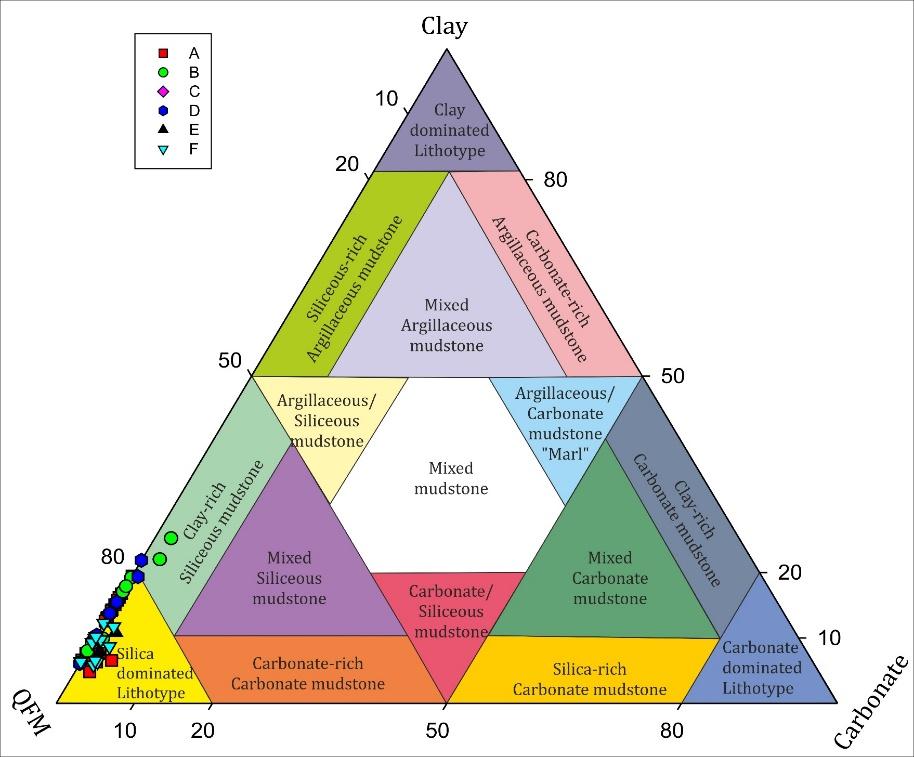 Clay
A
B
C
D
E
F
10
20
50
80
80
50
20
10
Clay
dominated
Lithotype
Siliceous-rich
Argillaceous mudstone
Carbonate-rich
Argillaceous mudstone
Mixed
Argillaceous
mudstone
Argillaceous/
Siliceous
mudstone
Argillaceous/
Carbonate
mudstone
"Marl"
Mixed
mudstone
Clay-rich
Siliceous mudstone
Clay-rich
Carbonate mudstone
Mixed
Siliceous
mudstone
Mixed
Carbonate
mudstone
Carbonate/
Siliceous
mudstone
Silica
dominated
Lithotype
Carbonate-rich
Carbonate mudstone
Silica-rich
Carbonate mudstone
Carbonate
dominated
Lithotype
QFM
Carbonate
10
20
50
80